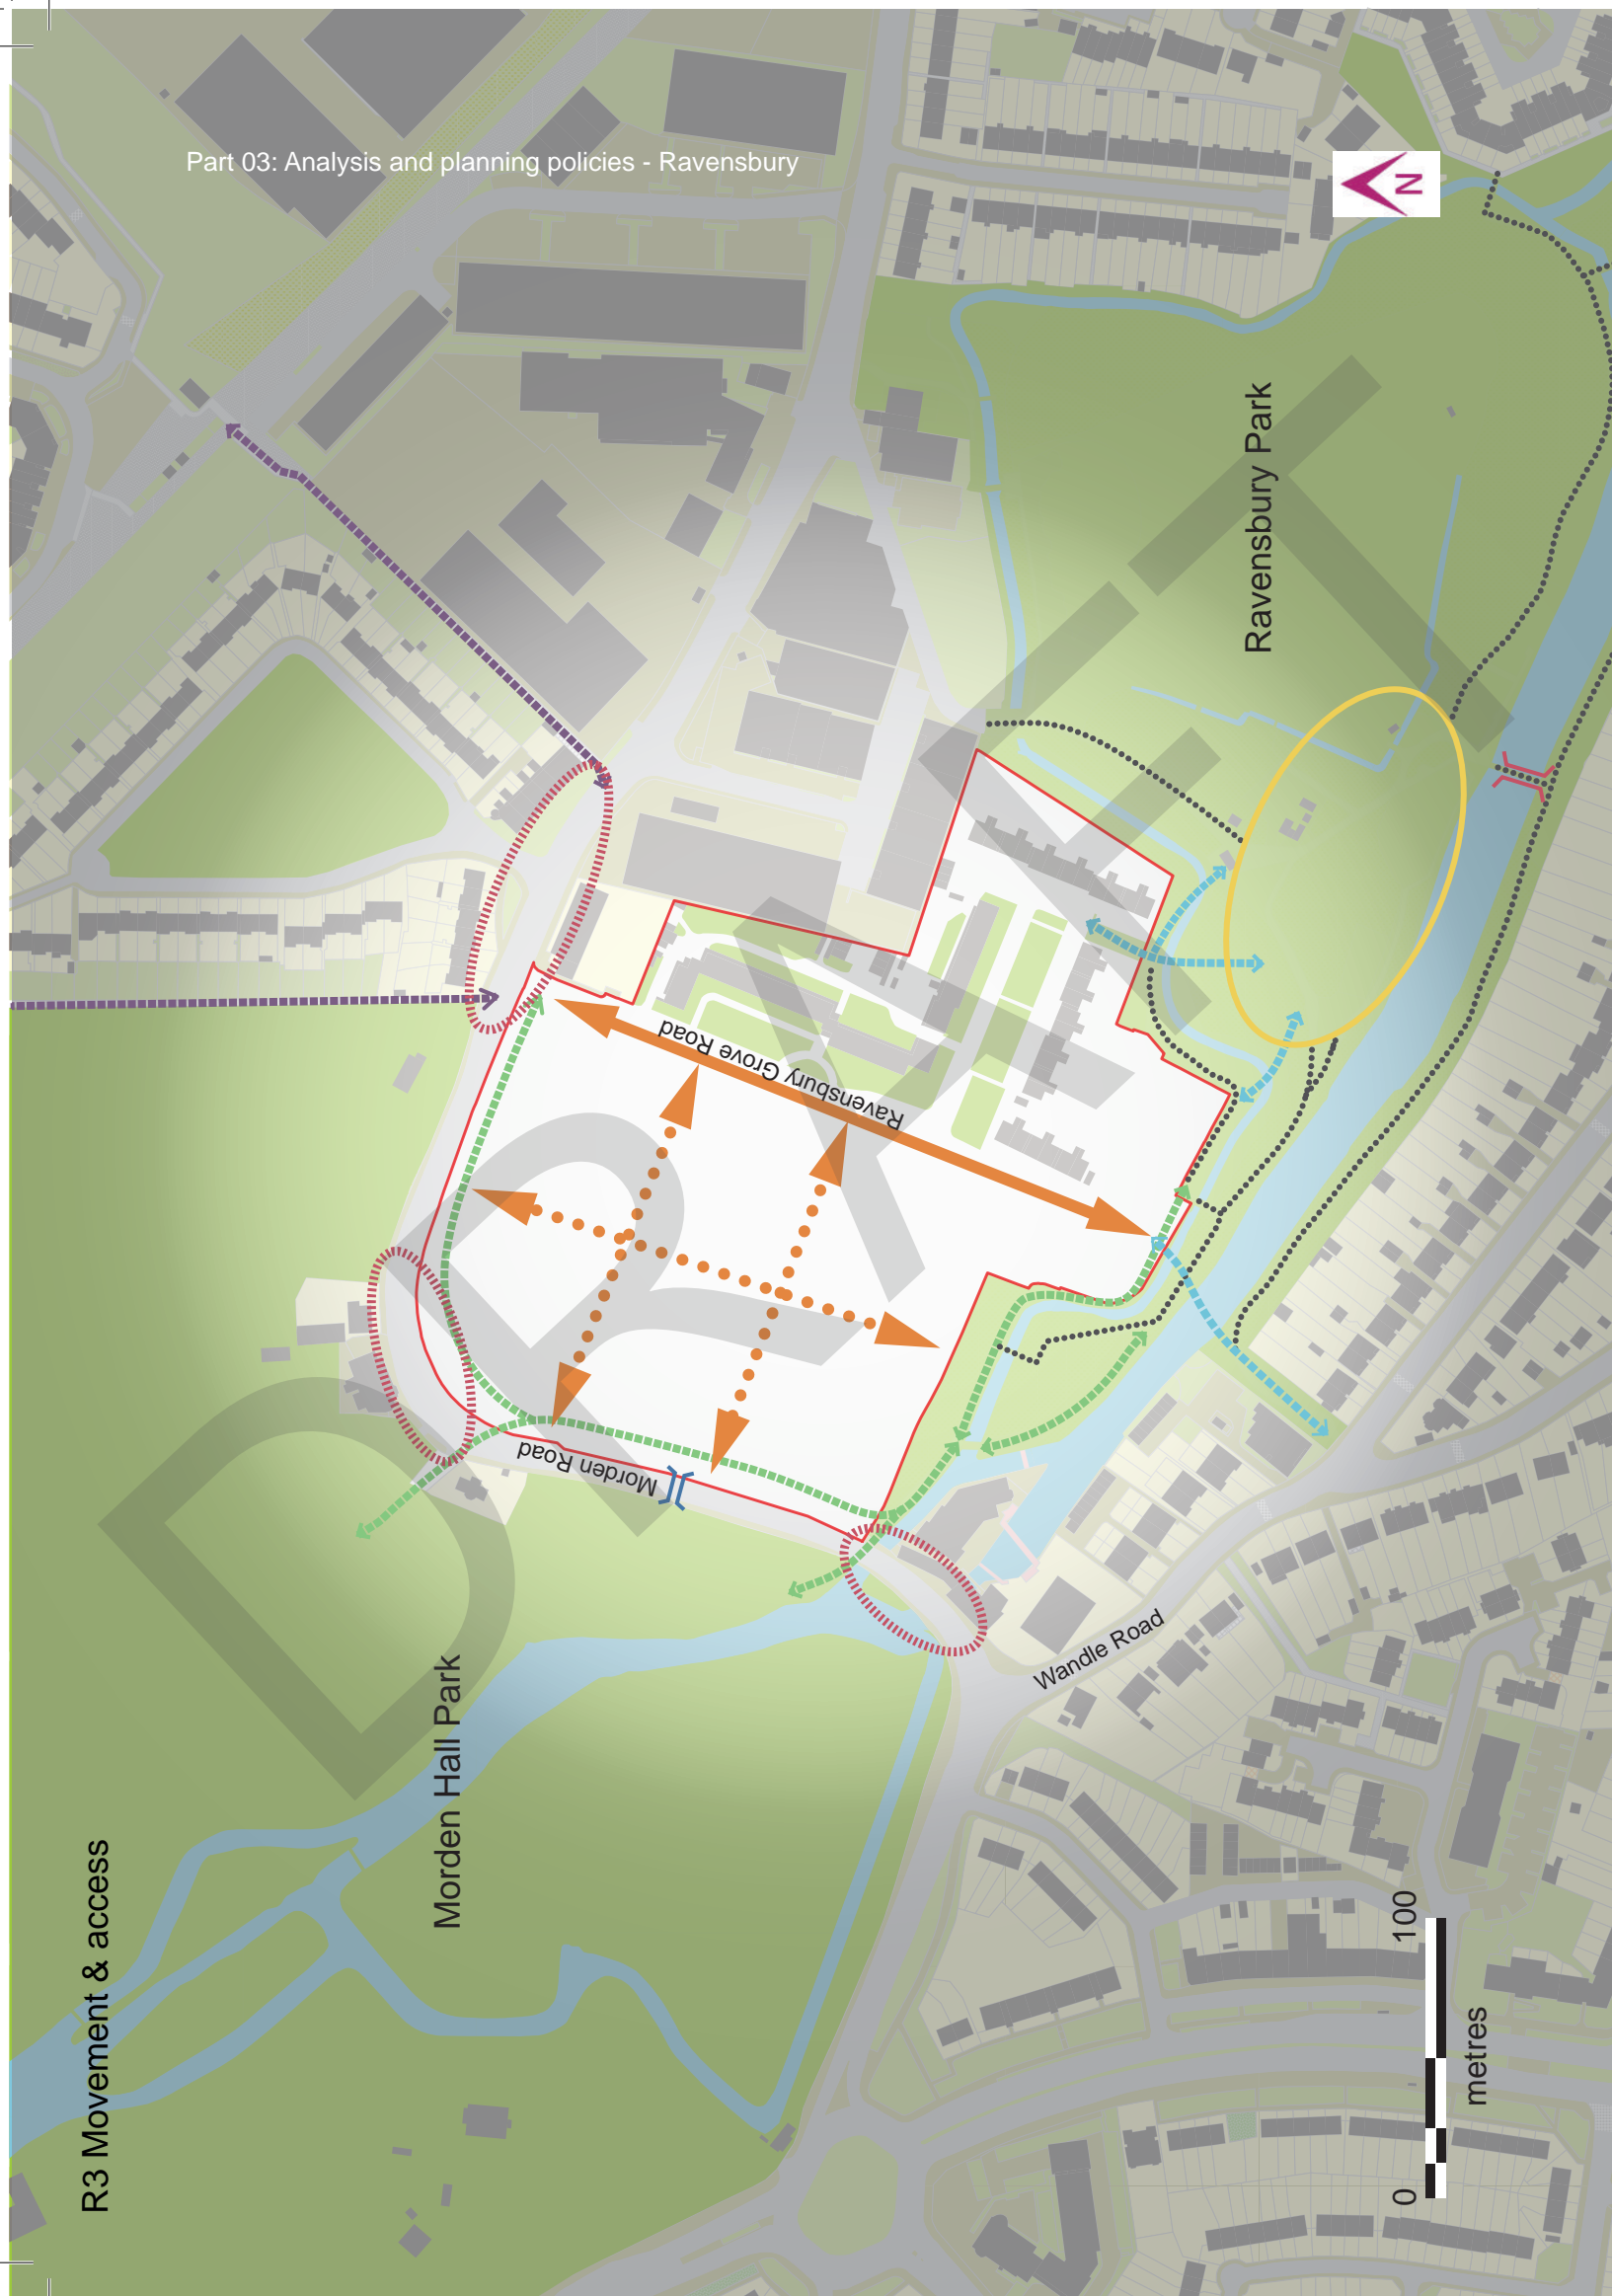 Part 03: Analysis and planning policies - Ravensbury
R3 Movement & access
N
Morden Hall Park
Ravensbury Park
Ravensbury Grove Road
Morden Road
Wandle Road
0
100
metres
DRAFT